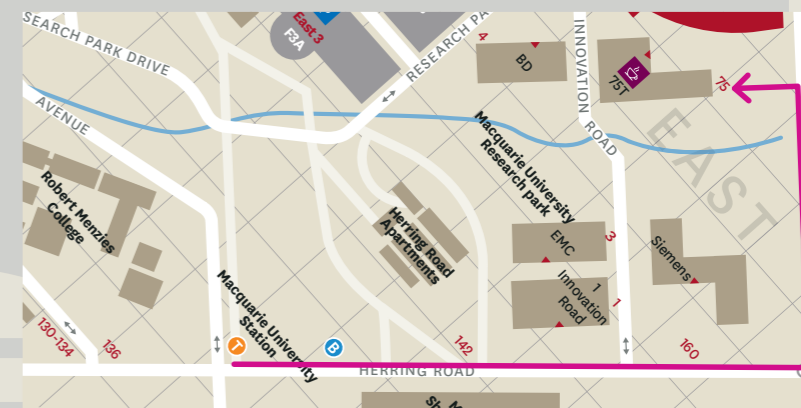 East 3
F3A
SEARCH PARK DRIVE
RESEARCH PA
4
BD
INNOVATION
ROAD
75T
75
EAST
AVENUE
Macquarie University
Research park
Robert Menzies
College
Herring Road
Apartments
EMC
3
Siemens
1
Innovation
Road
1
Macquarie University
Station
130-134
136
T
B
142
160
HERRING ROAD